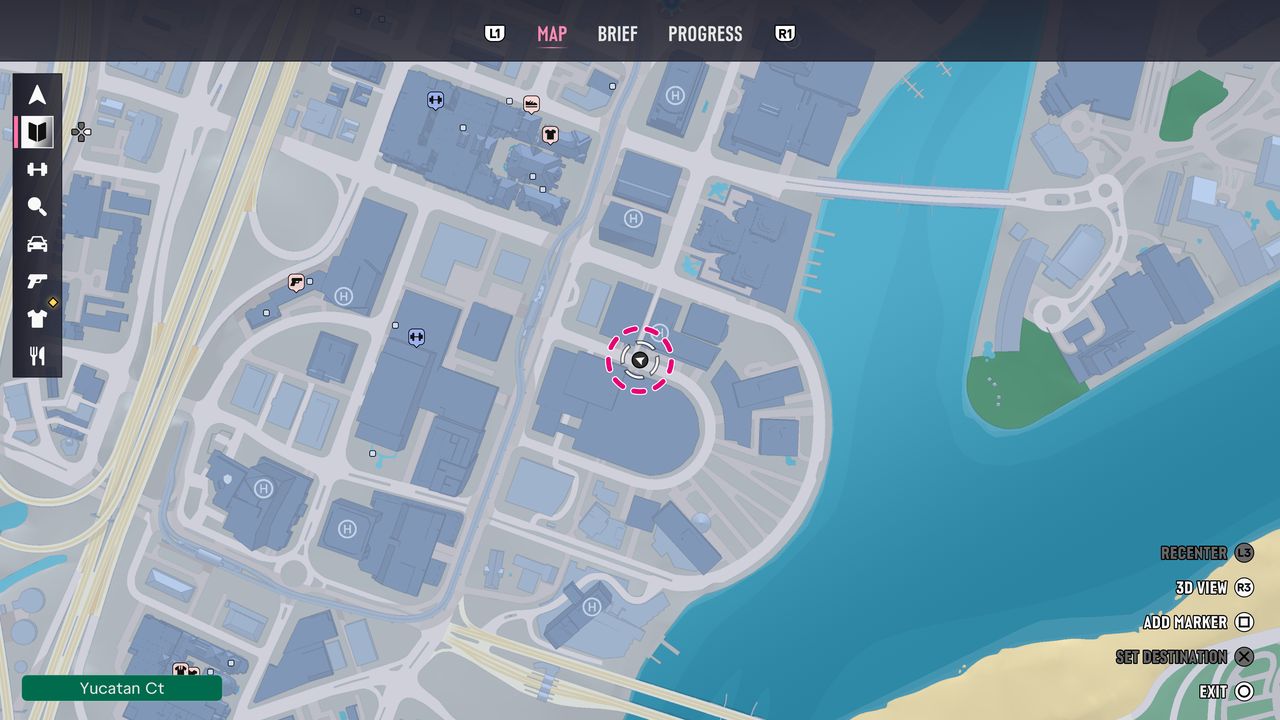 L1 MAP BRIEF PROGRESS R1
H
H
H
H
H
H
H
RECENTER L3
3D VIEW R3
ADD MARKER
SET DESTINATION
EXIT
Yucatan Ct